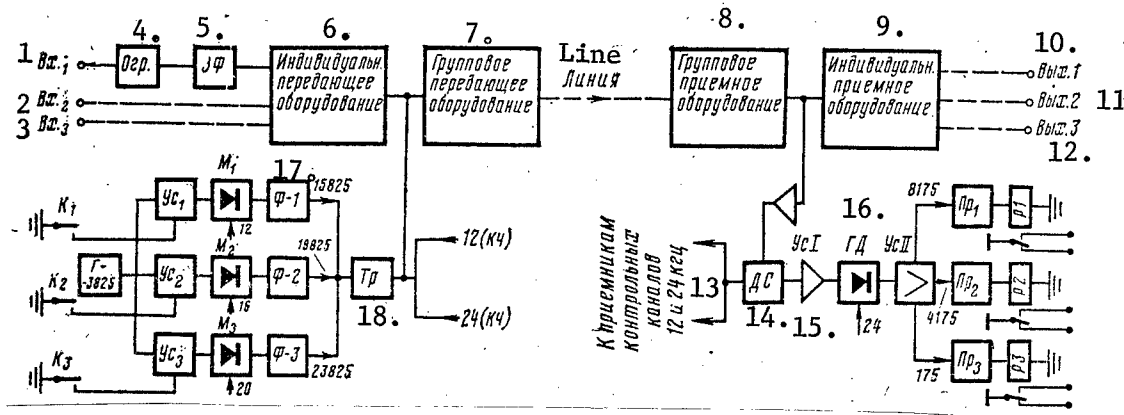 4.
5.
6.
7.
8.
9.
10.
1 Вх.1
Огр.
ЗФ
Индивидуальн.
передающее
оборудование
Групповое
передающее
оборудование
Line
Линия
Групповое
приемное
оборудование
Индивидуальн.
приемное
оборудование
Вых.1
2 Вх.2
Вых.2 11
3 Вх.3
Вых.3
12.
M1
17.
K1
Ус1
12
Ф-1
15825
M2
Г-
-3825
K2
Ус2
16
Ф-2
19825
Тр
18.
12(кч)
24(кч)
M3
K3
Ус3
20
Ф-3
23825
К приемникам
контрольных
каналов
12 и 24 кгц
13
ДС
14.
УсI
15.
16.
ГД
24
УсII
8175
Пр1
Р1
4175
Пр2
Р2
175
Пр3
Р3